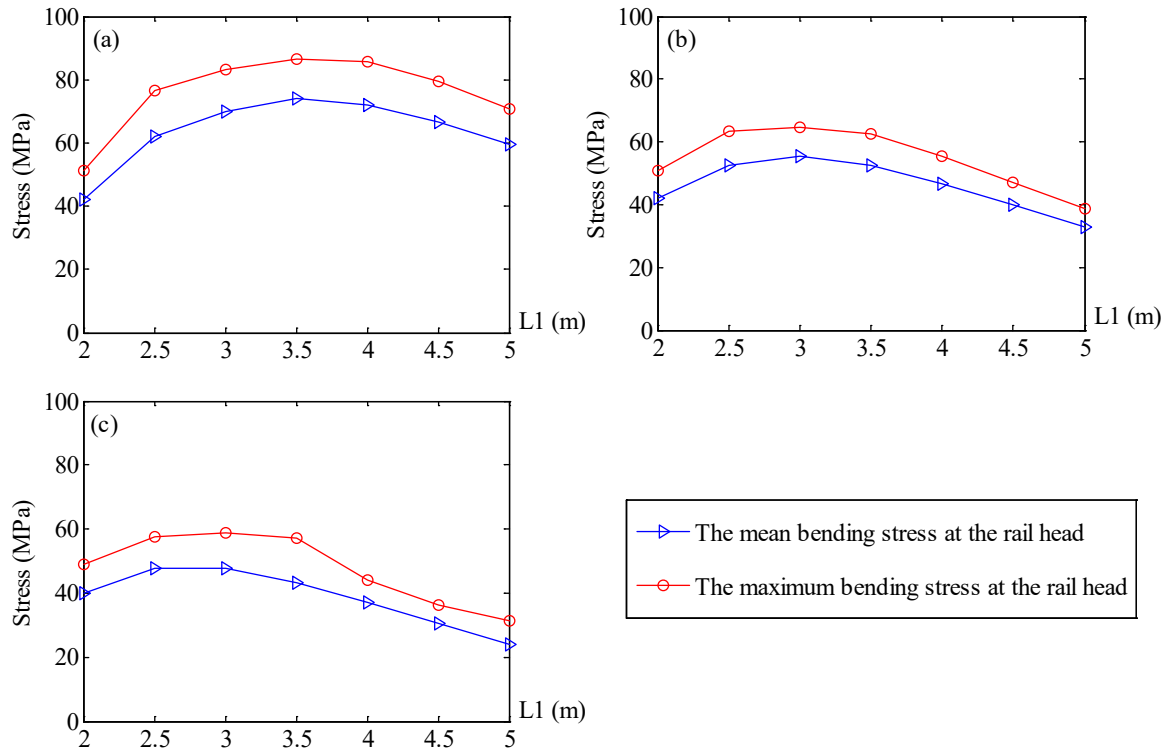 (a)
Stress (MPa)
100
80
60
40
20
0
2 2.5 3 3.5 4 4.5 5
L1 (m)
(b)
Stress (MPa)
100
80
60
40
20
0
2 2.5 3 3.5 4 4.5 5
L1 (m)
(c)
Stress (MPa)
100
80
60
40
20
0
2 2.5 3 3.5 4 4.5 5
L1 (m)
The mean bending stress at the rail head
The maximum bending stress at the rail head